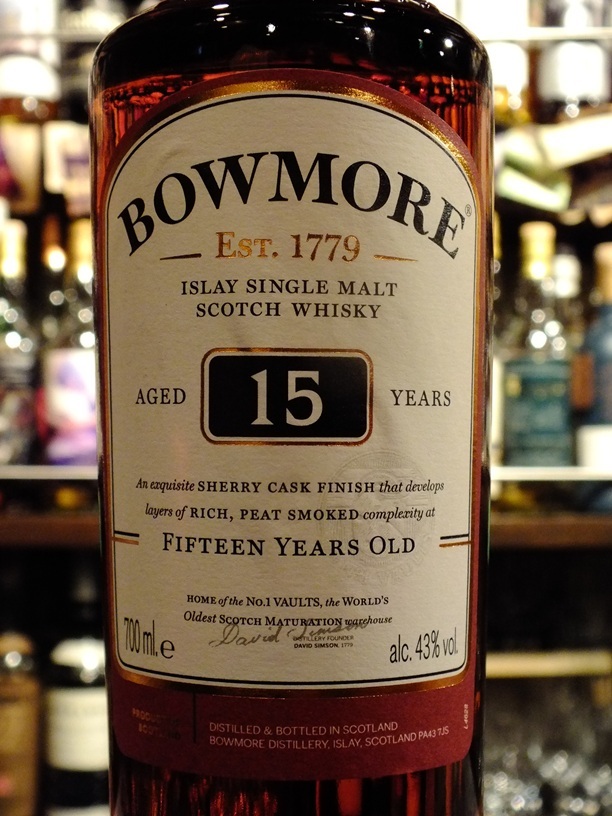 BOWMORE®
EST. 1779
ISLAY SINGLE MALT
SCOTCH WHISKY
AGED 15 YEARS
An exquisite SHERRY CASK FINISH that develops
layers of RICH, PEAT SMOKED complexity at
FIFTEEN YEARS OLD
HOME of the No.1 VAULTS, the WORLD'S
Oldest SCOTCH MATURATION warehouse
David Simson
DISTILLERY FOUNDER
DAVID SIMSON, 1779
700 ml. e
alc. 43% vol.
DISTILLED & BOTTLED IN SCOTLAND
BOWMORE DISTILLERY, ISLAY, SCOTLAND PA43 7JS